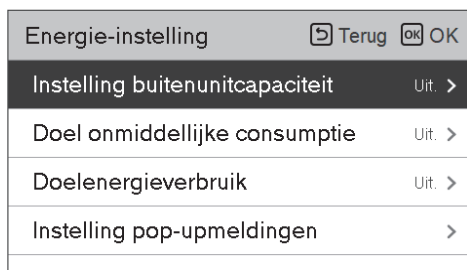 Energie-instelling Terug OK OK
Instelling buitenunitcapaciteit Uit. >
Doel onmiddellijke consumptie Uit. >
Doelenergieverbruik Uit. >
Instelling pop-upmeldingen >